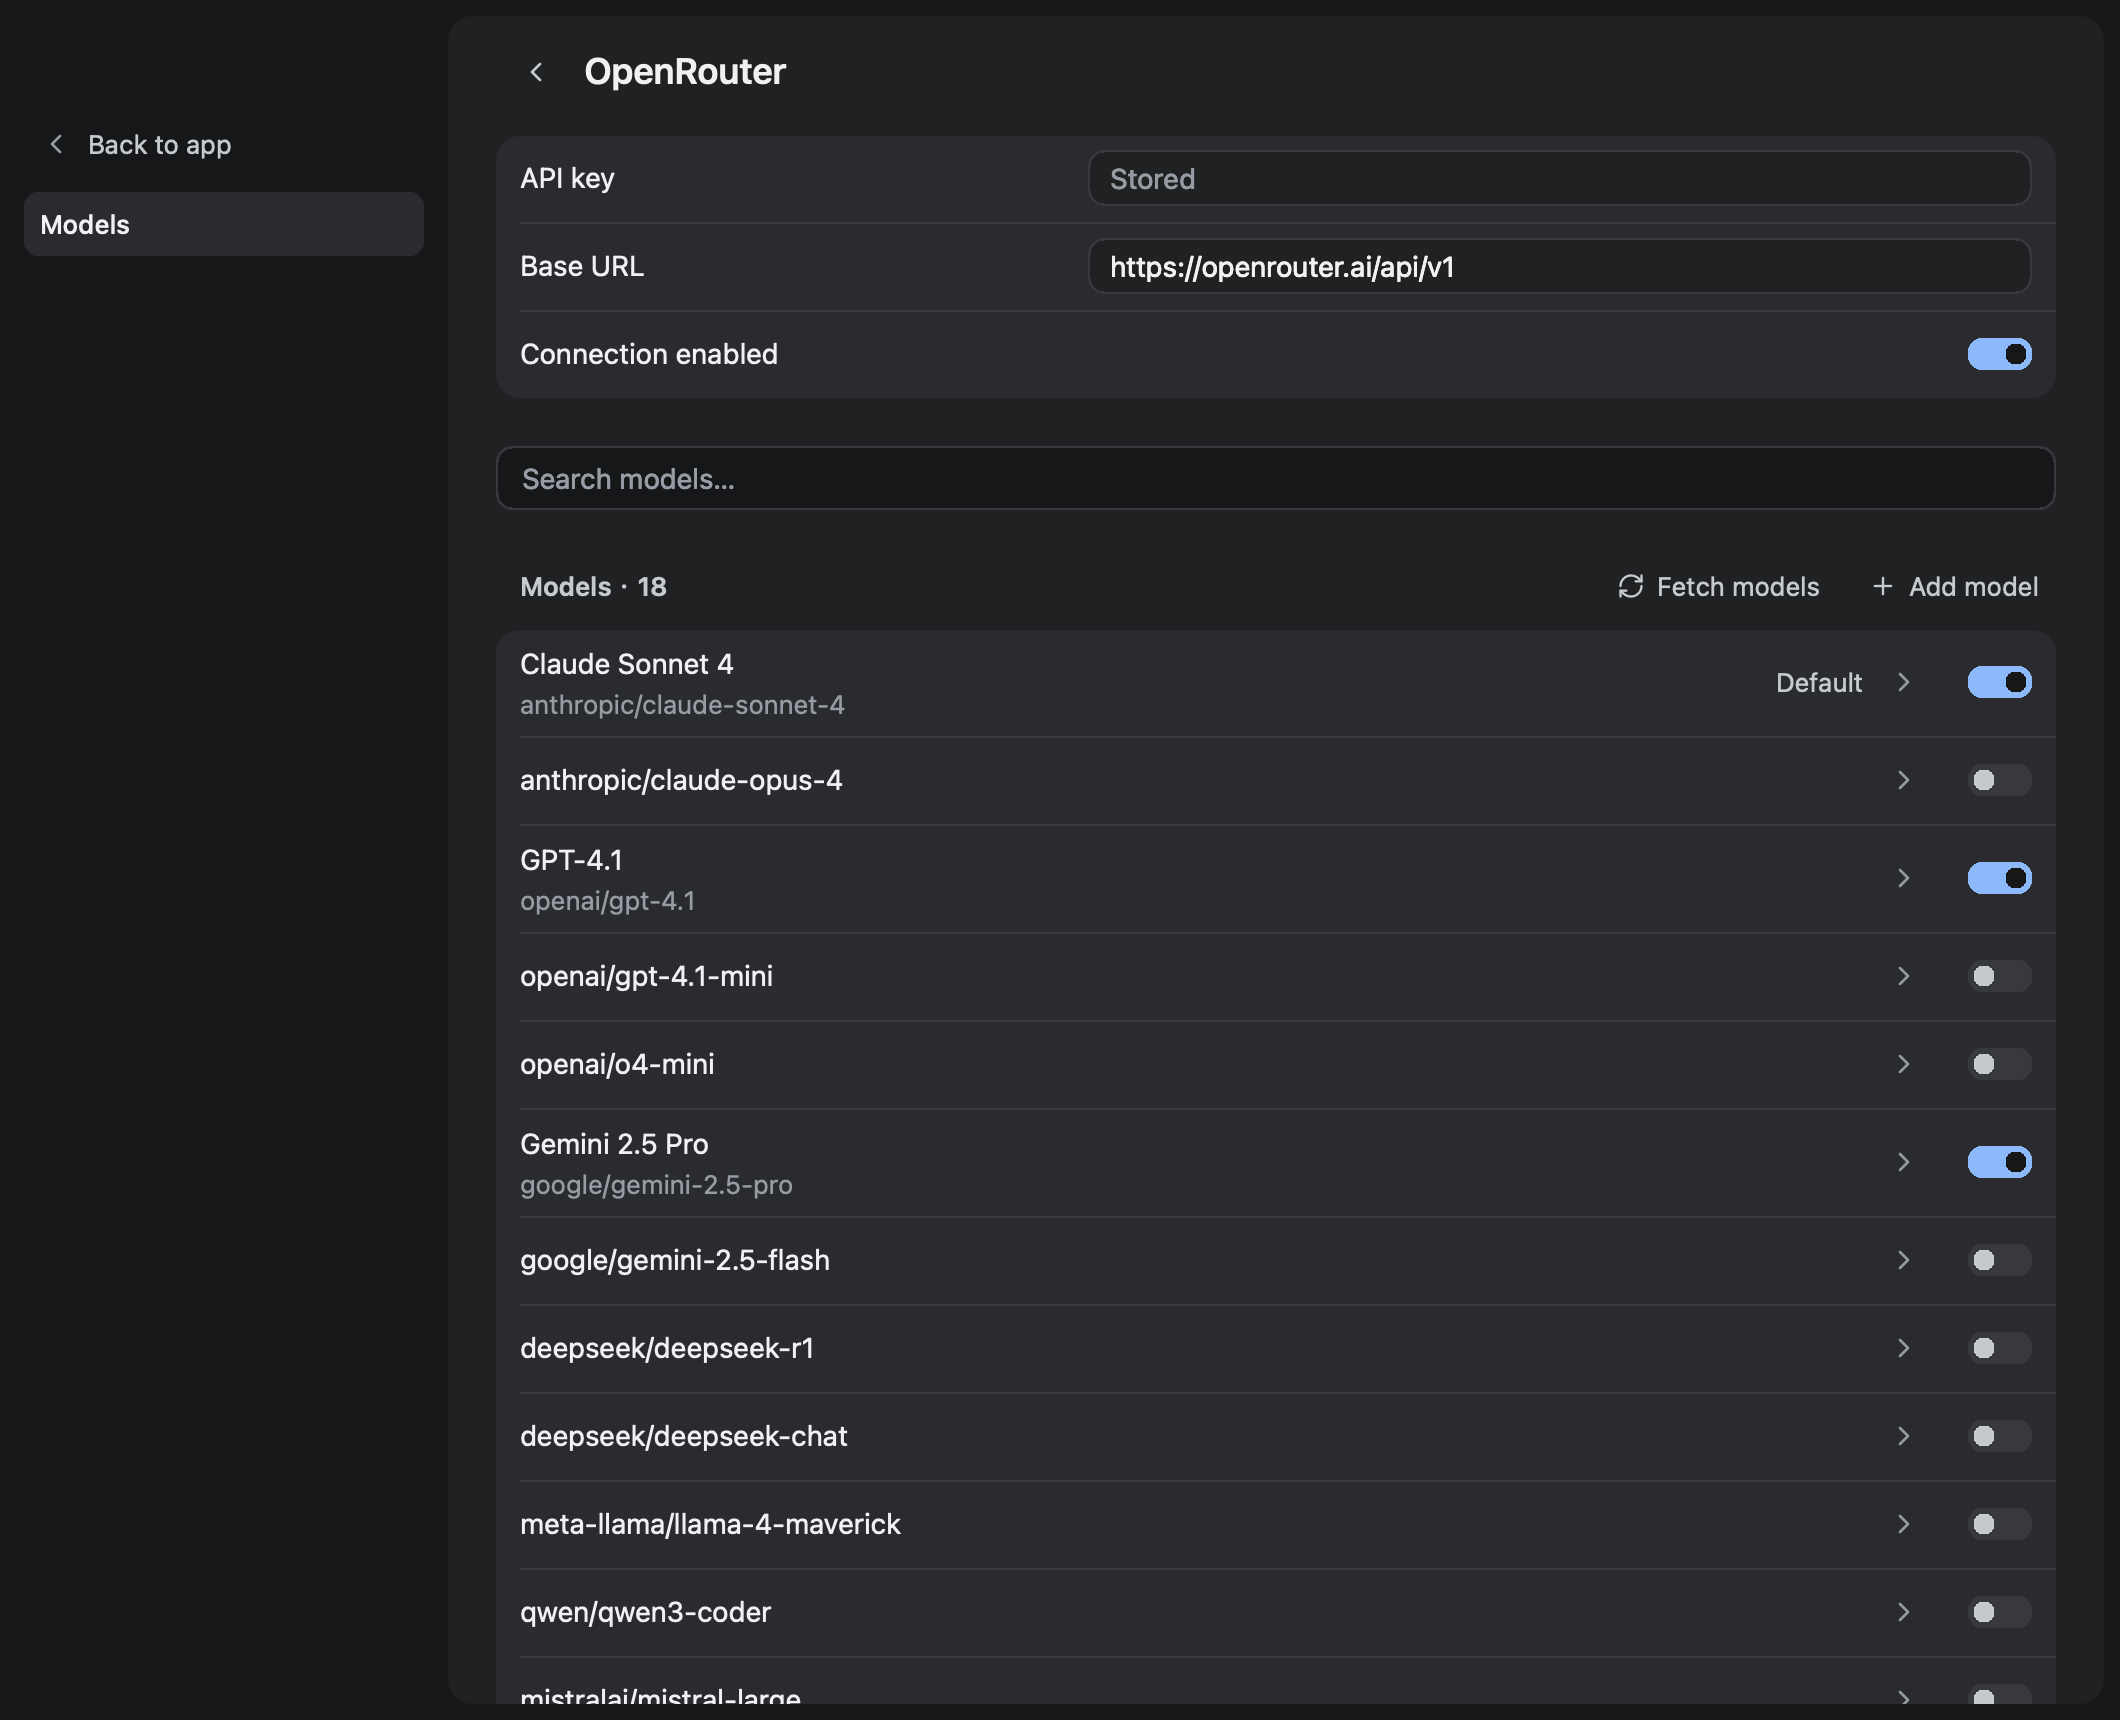 OpenRouter
Back to app
Models
API key
Stored
Base URL
https://openrouter.ai/api/v1
Connection enabled
Search models...
Models · 18
Fetch models
Add model
Claude Sonnet 4
anthropic/claude-sonnet-4
Default
anthropic/claude-opus-4
GPT-4.1
openai/gpt-4.1
openai/gpt-4.1-mini
openai/o4-mini
Gemini 2.5 Pro
google/gemini-2.5-pro
google/gemini-2.5-flash
deepseek/deepseek-r1
deepseek/deepseek-chat
meta-llama/llama-4-maverick
qwen/qwen3-coder
mistralai/mistral-large